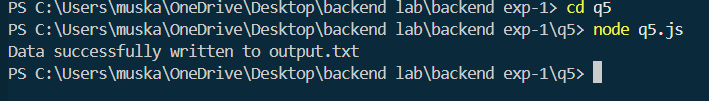 PS C:\Users\muska\OneDrive\Desktop\backend lab\backend exp-1> cd q5
PS C:\Users\muska\OneDrive\Desktop\backend lab\backend exp-1\q5> node q5.js
Data successfully written to output.txt
PS C:\Users\muska\OneDrive\Desktop\backend lab\backend exp-1\q5>